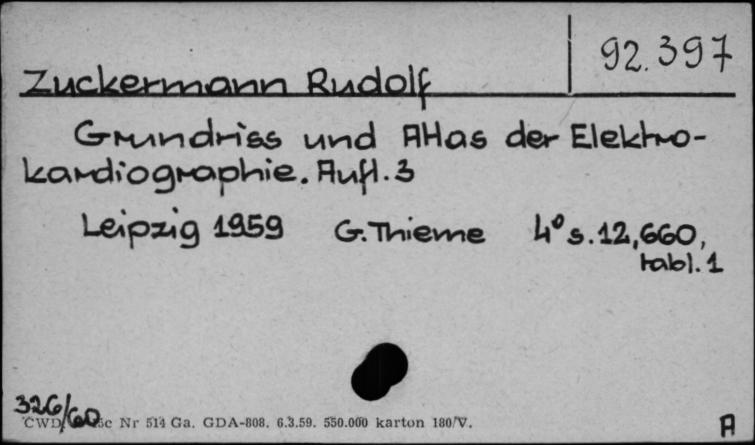 92.397
Zuckermann Rudolf
Grundriss und Atlas der Elektro-
kardiographie. Aufl. 3
Leipzig 1959 G. Thieme 4° s. 12,660,
tabl. 1
326/60
Nr 514 Ga. GDA-808. 6.3.59. 550.000 karton 180/V.
A